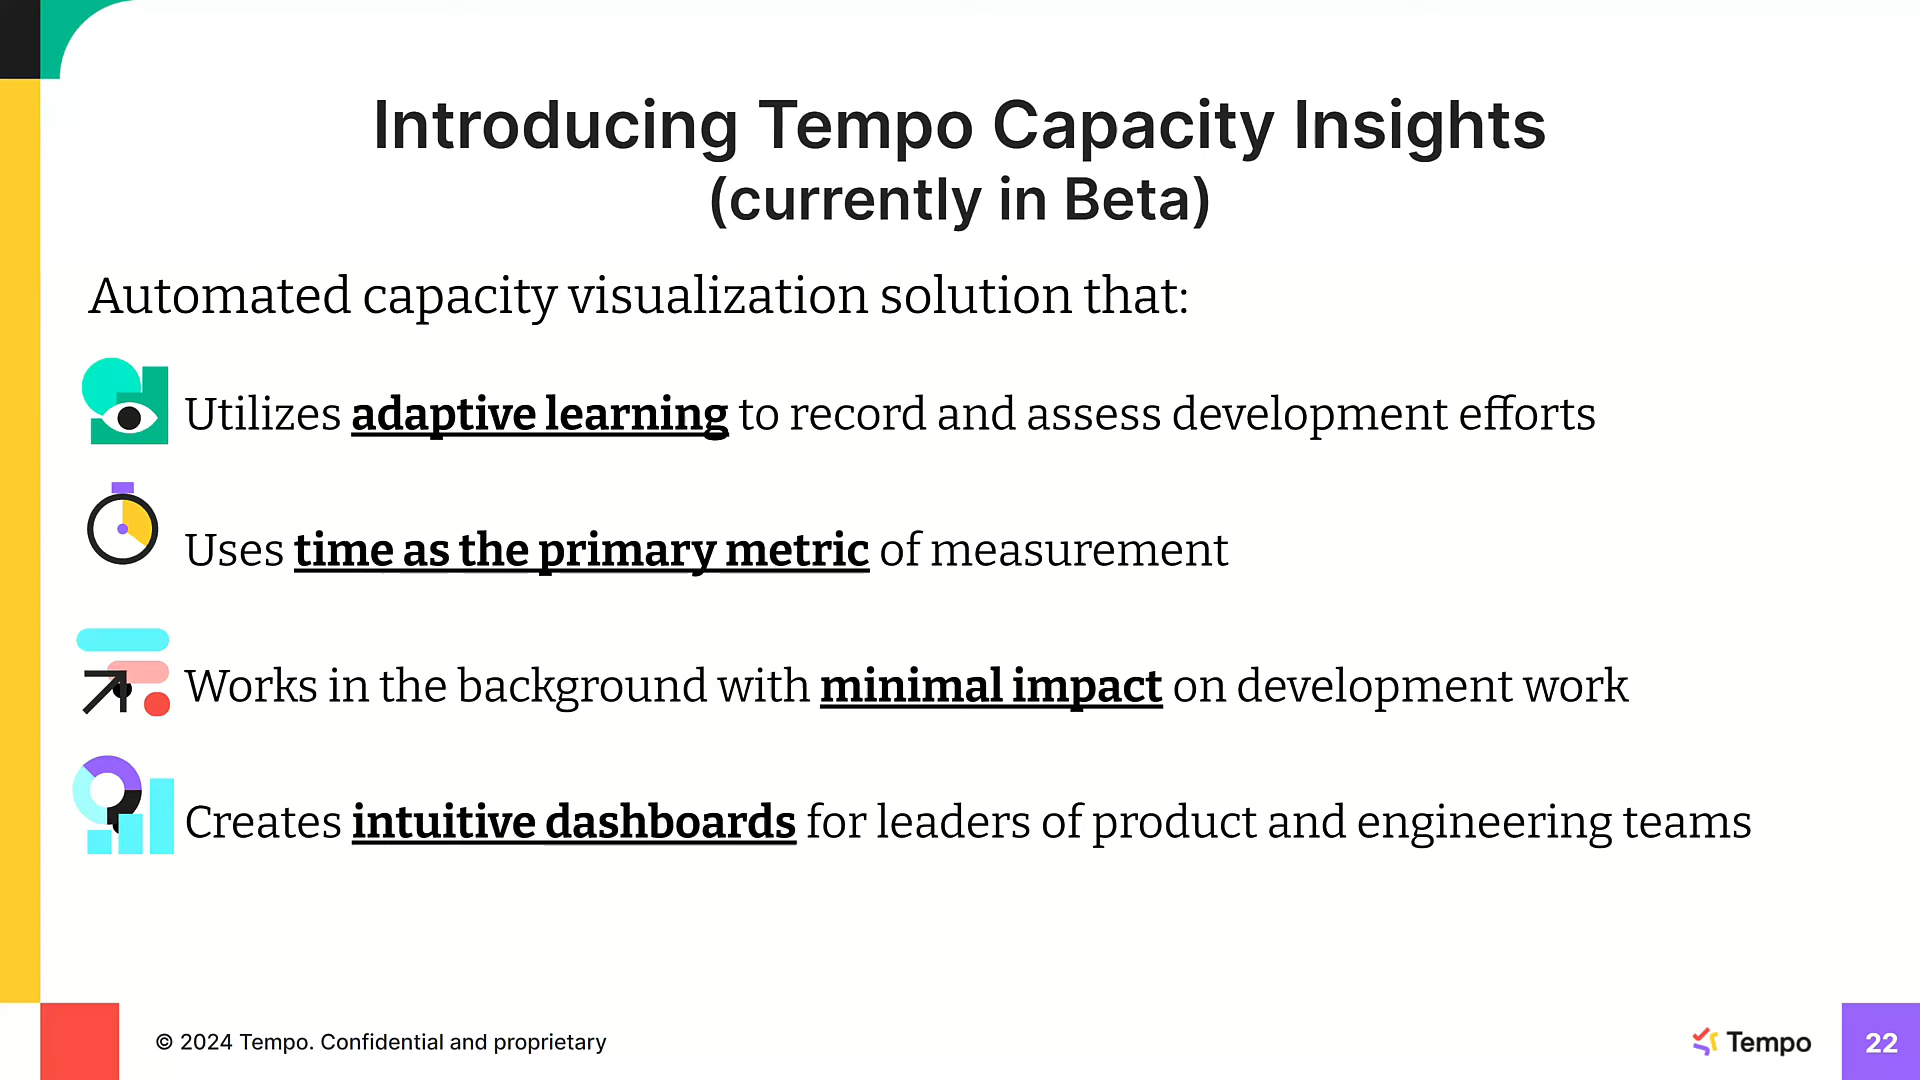 Introducing Tempo Capacity Insights
(currently in Beta)
Automated capacity visualization solution that:
Utilizes adaptive learning to record and assess development efforts
Uses time as the primary metric of measurement
Works in the background with minimal impact on development work
Creates intuitive dashboards for leaders of product and engineering teams
© 2024 Tempo. Confidential and proprietary
Tempo
22